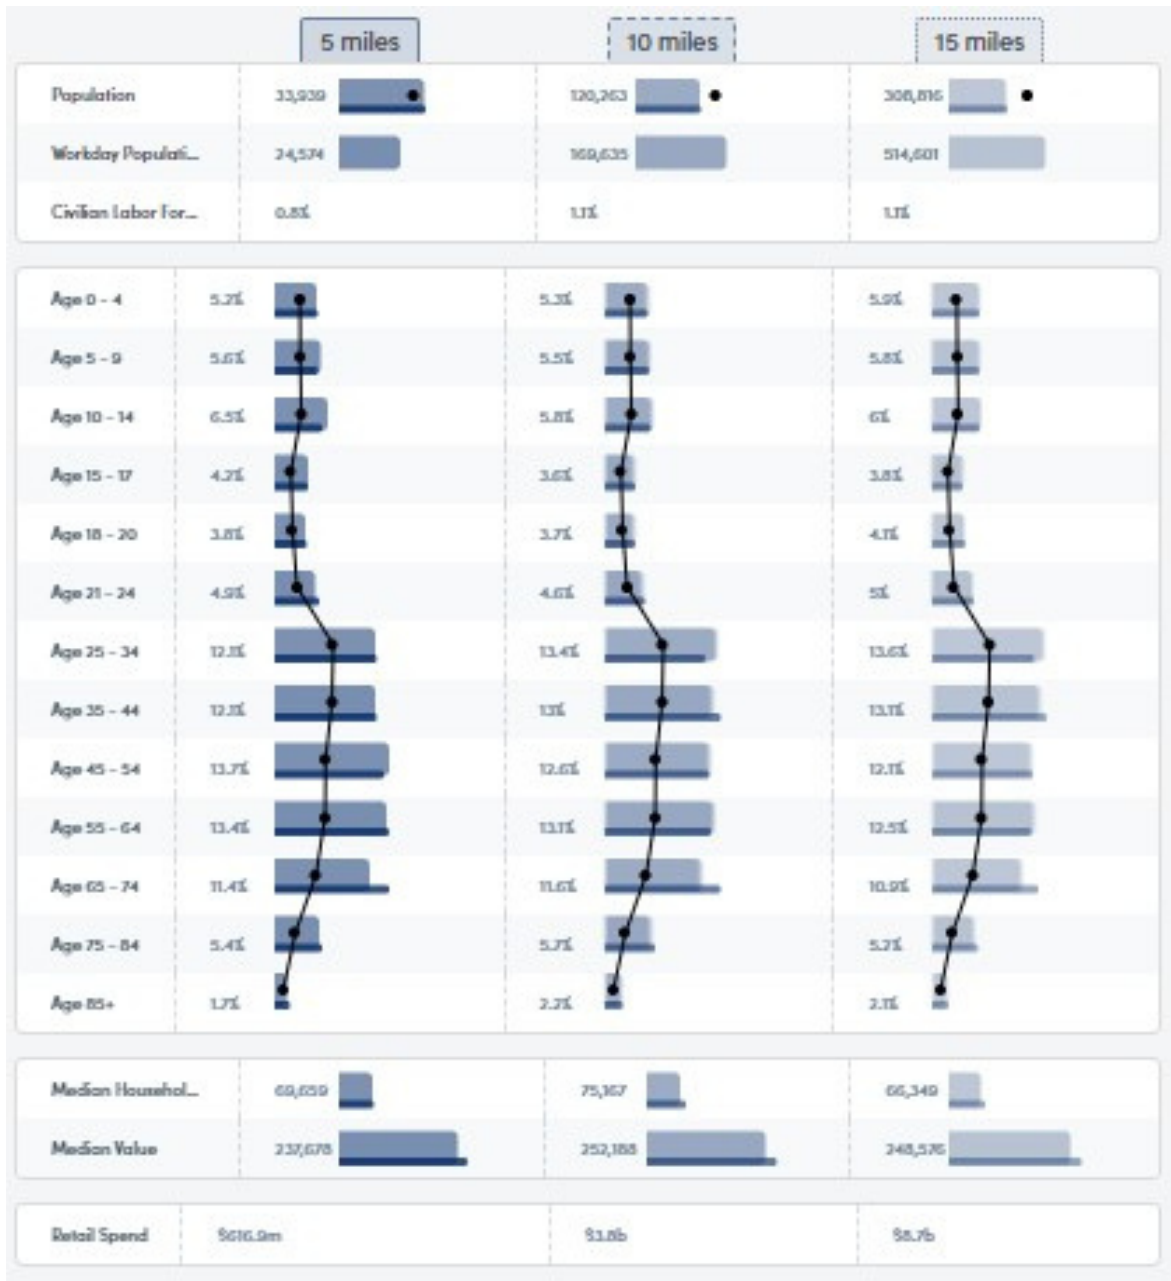 5 miles 10 miles 15 miles
Population 33,939 120,263 308,816
Workday Populati... 24,574 169,635 514,601
Civilian Labor For... 0.8% 1.1% 1.1%
Age 0 - 4 5.2% 5.3% 5.9%
Age 5 - 9 5.6% 5.5% 5.8%
Age 10 - 14 6.5% 5.8% 6%
Age 15 - 17 4.2% 3.6% 3.8%
Age 18 - 20 3.8% 3.7% 4.1%
Age 21 - 24 4.9% 4.6% 5%
Age 25 - 34 12.1% 13.4% 13.6%
Age 35 - 44 12.1% 13% 13.1%
Age 45 - 54 13.7% 12.6% 12.1%
Age 55 - 64 13.4% 13.1% 12.5%
Age 65 - 74 11.4% 11.6% 10.9%
Age 75 - 84 5.4% 5.7% 5.2%
Age 85+ 1.7% 2.2% 2.1%
Median Househol... 69,659 75,167 66,349
Median Value 237,678 252,188 248,576
Retail Spend $616.9m $3.8b $8.7b